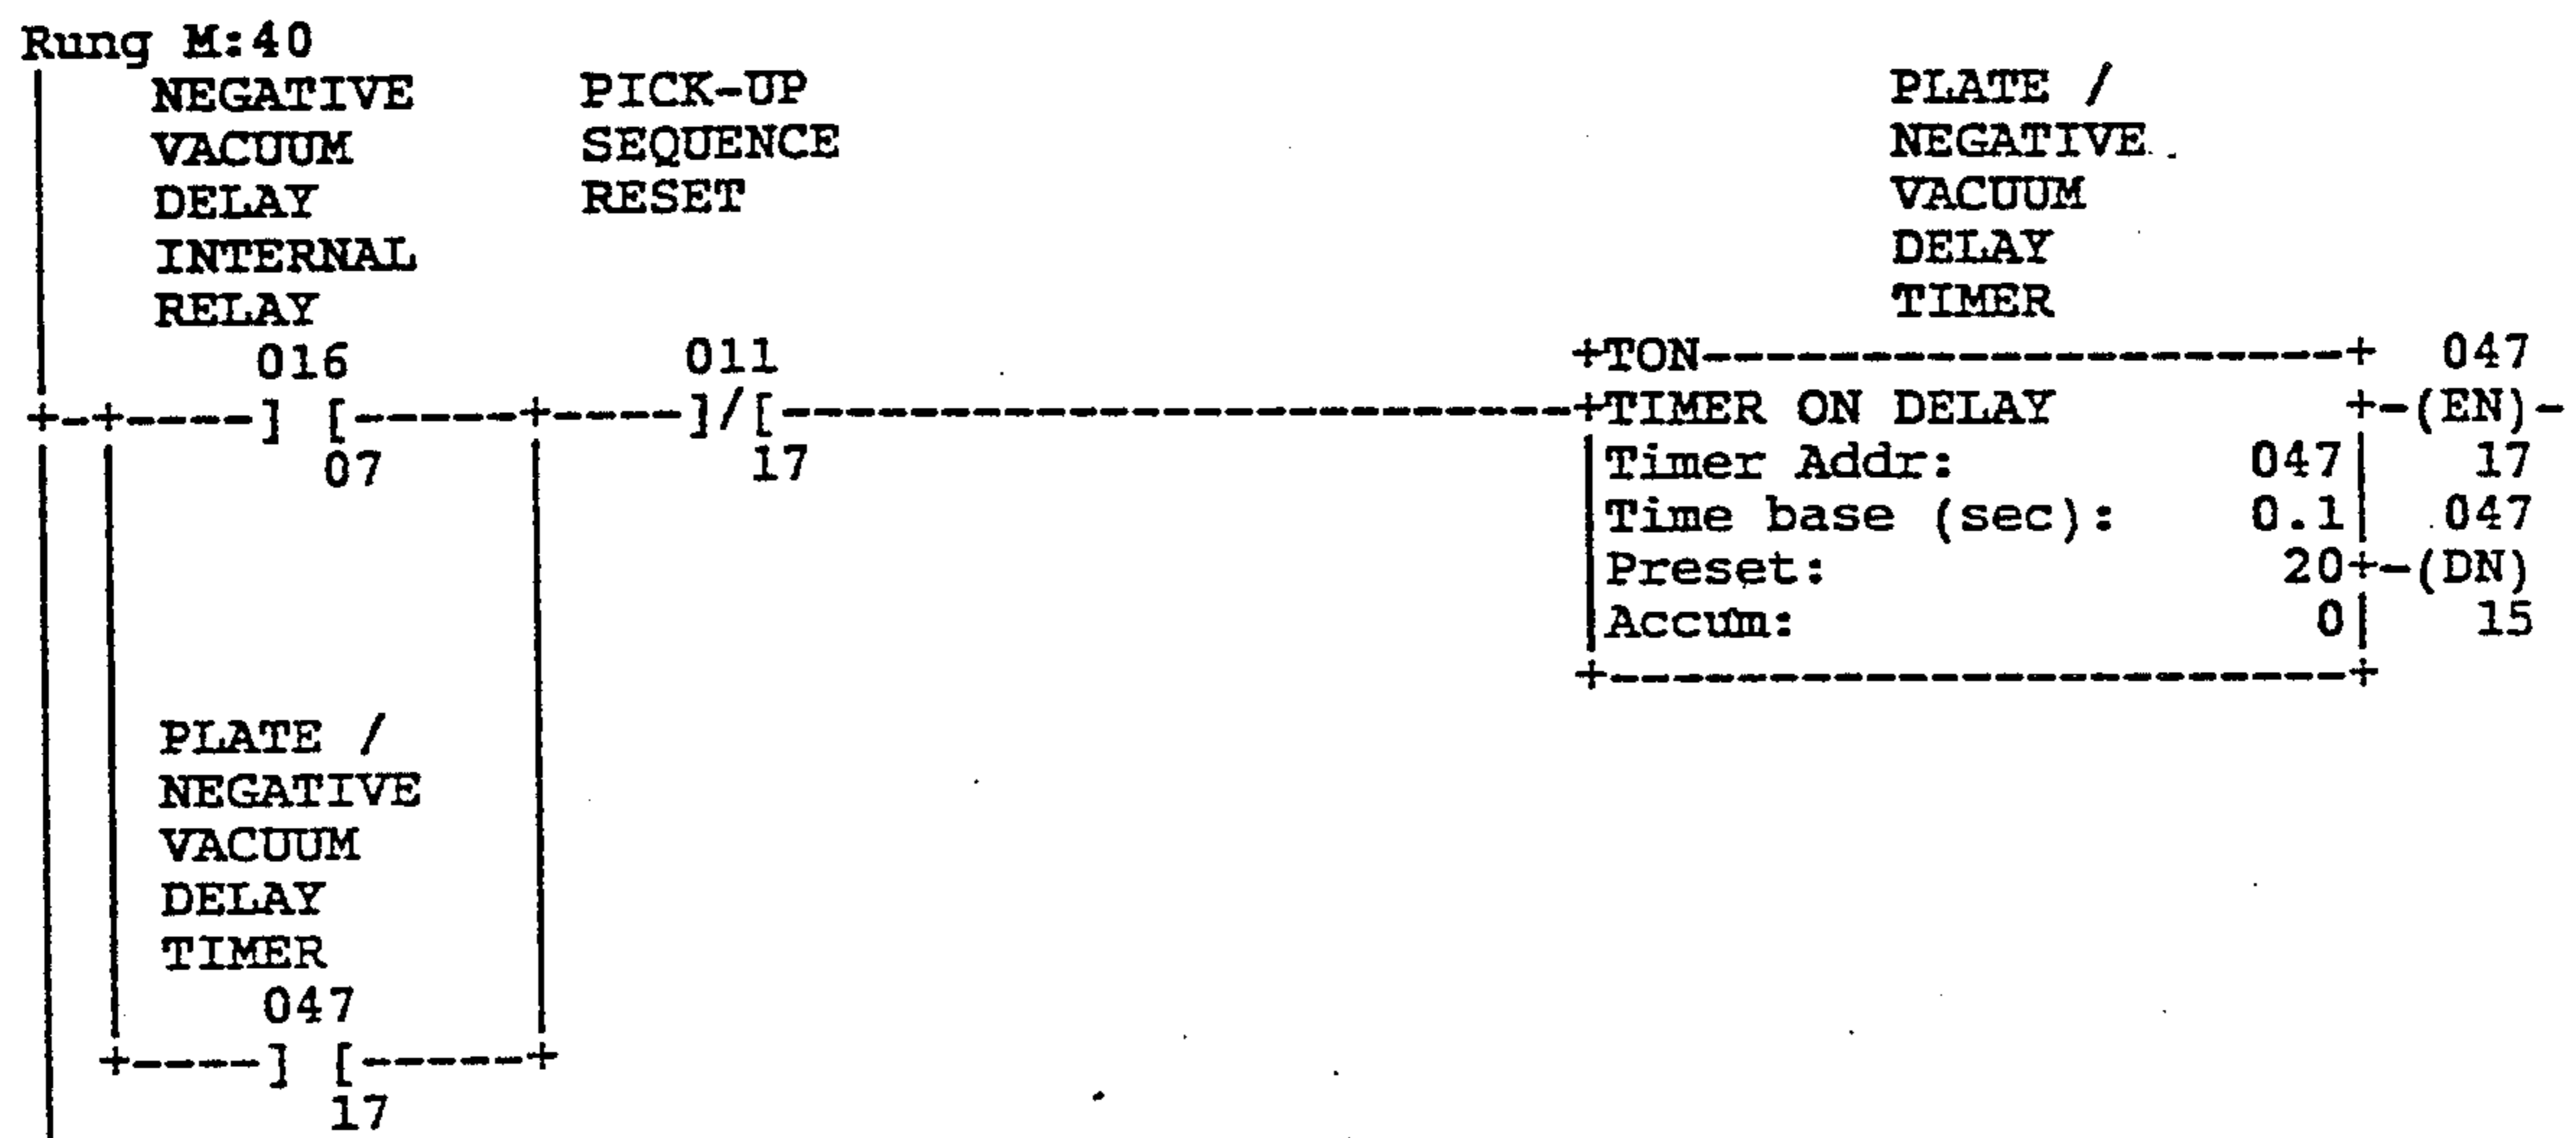 Rung M:40
NEGATIVE PICK-UP PLATE /
VACUUM SEQUENCE NEGATIVE
DELAY RESET VACUUM
INTERNAL DELAY
RELAY TIMER
016 011 +TON--------------------+ 047
+-+-----] [------+-----]/[------------------------+TIMER ON DELAY +-(EN)-
07 17 |Timer Addr: 047| 17
|Time base (sec): 0.1| 047
|Preset: 20+-(DN)
|Accum: 0| 15
+-----------------------+
PLATE /
NEGATIVE
VACUUM
DELAY
TIMER
047
+-----] [------+
17